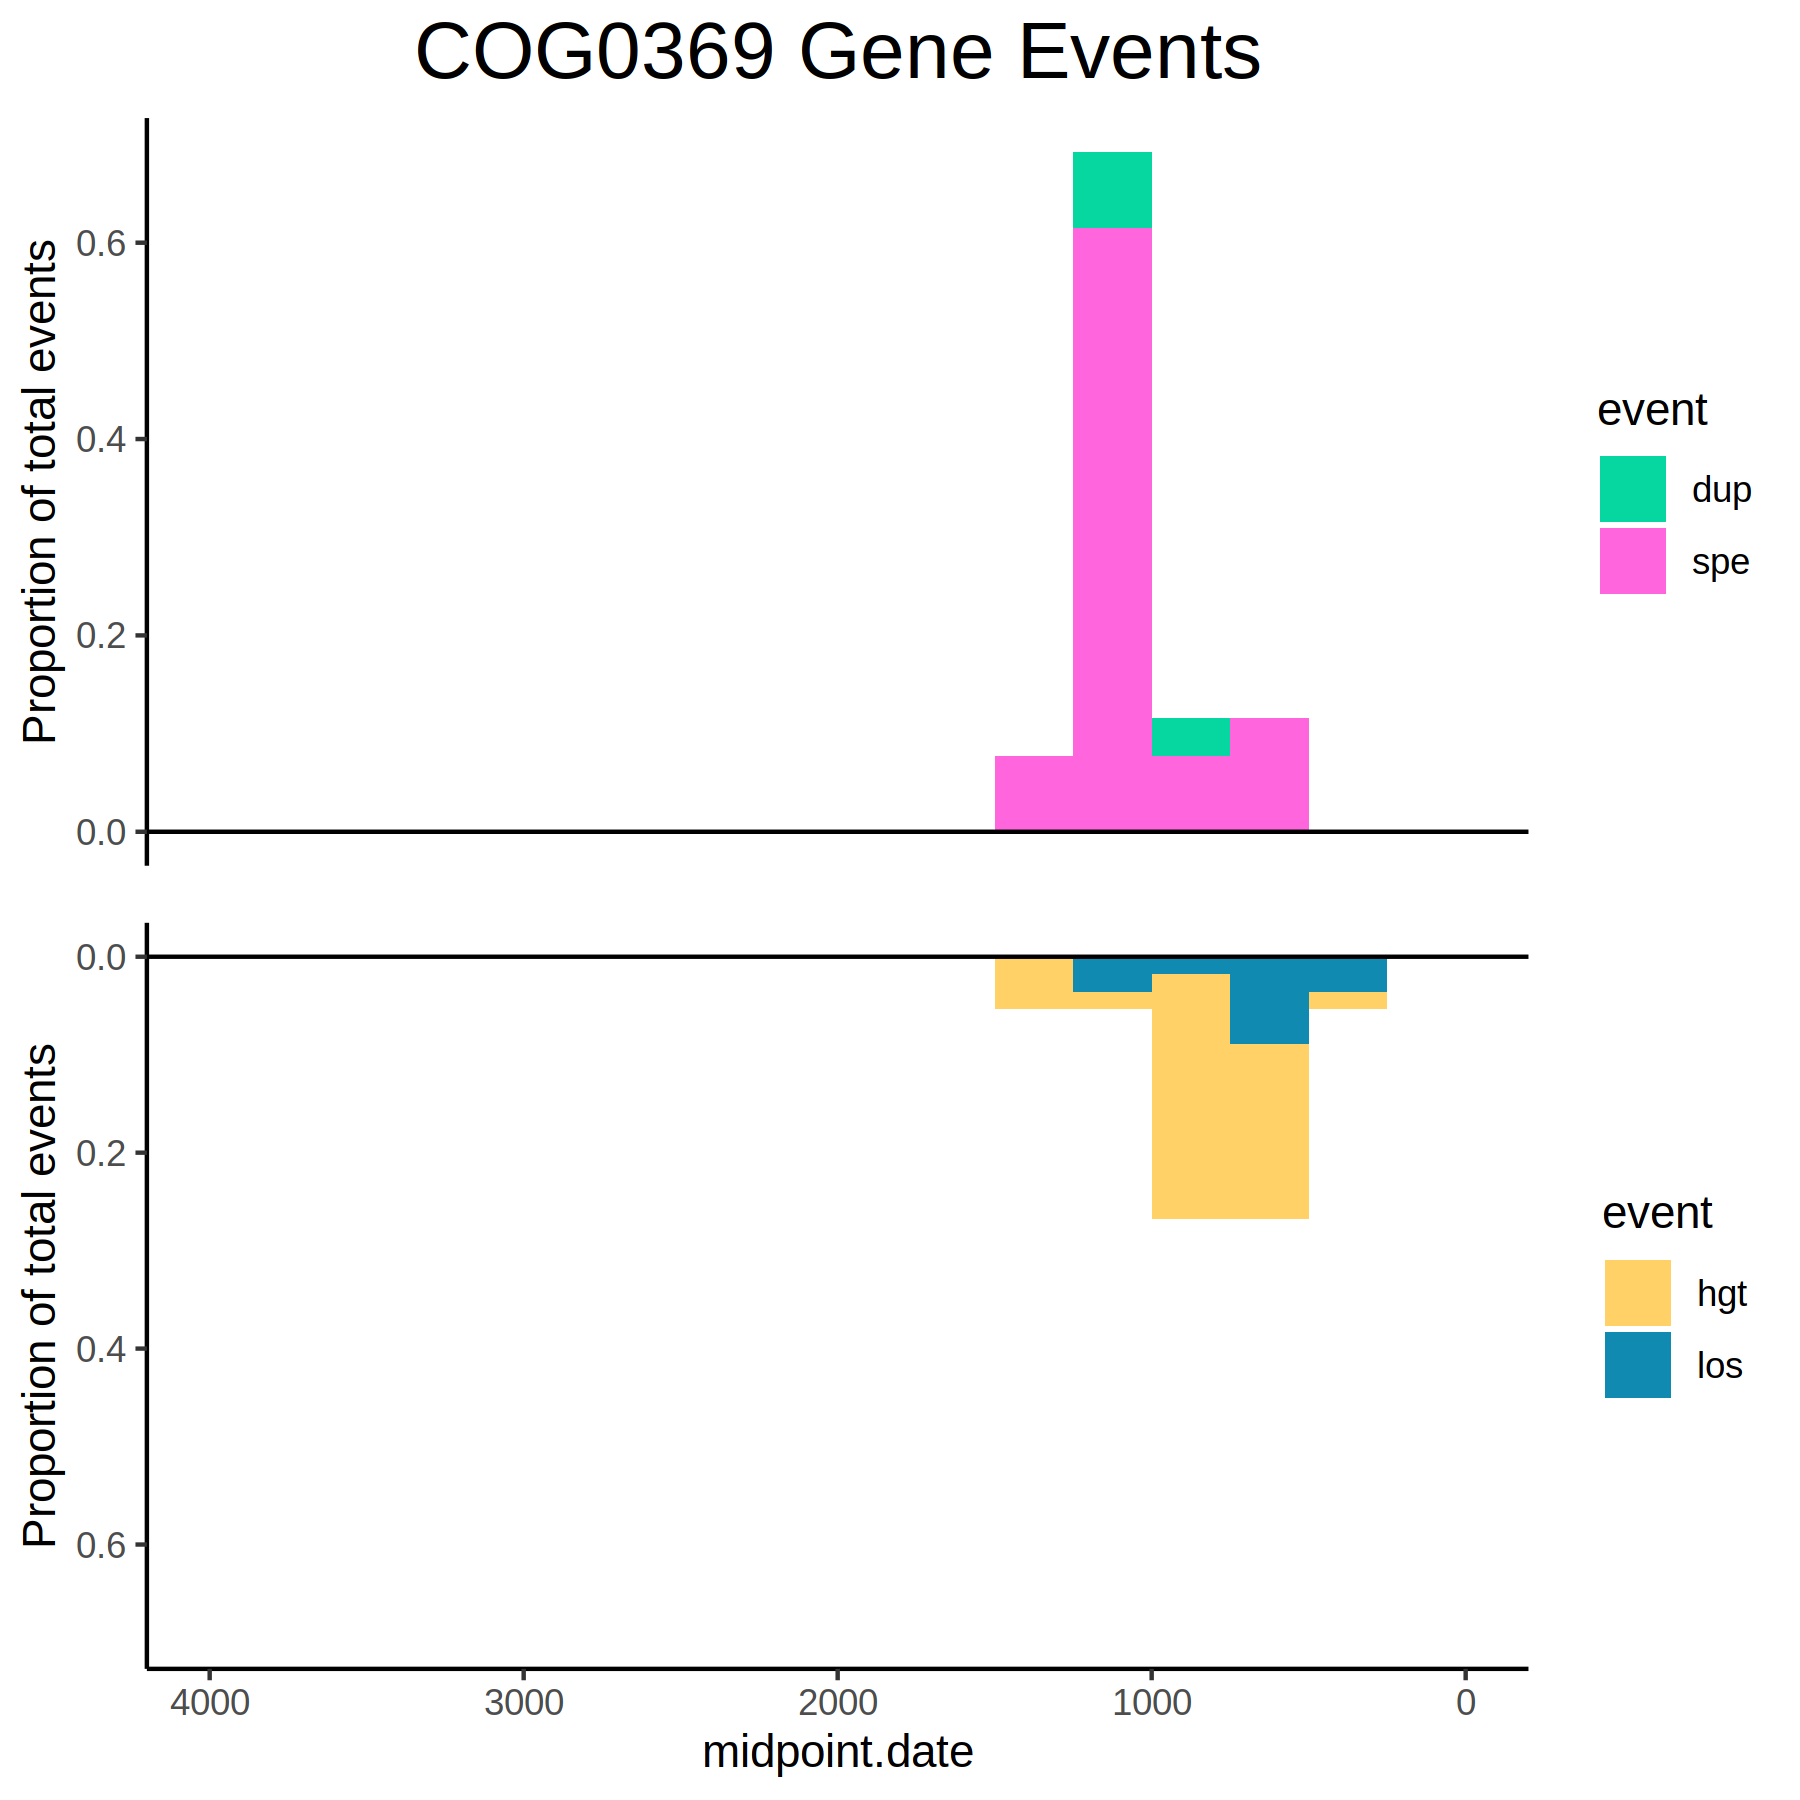 COG0369 Gene Events
Proportion of total events
0.6
0.4
0.2
0.0
event
dup
spe
Proportion of total events
0.0
0.2
0.4
0.6
event
hgt
los
4000 3000 2000 1000 0
midpoint.date